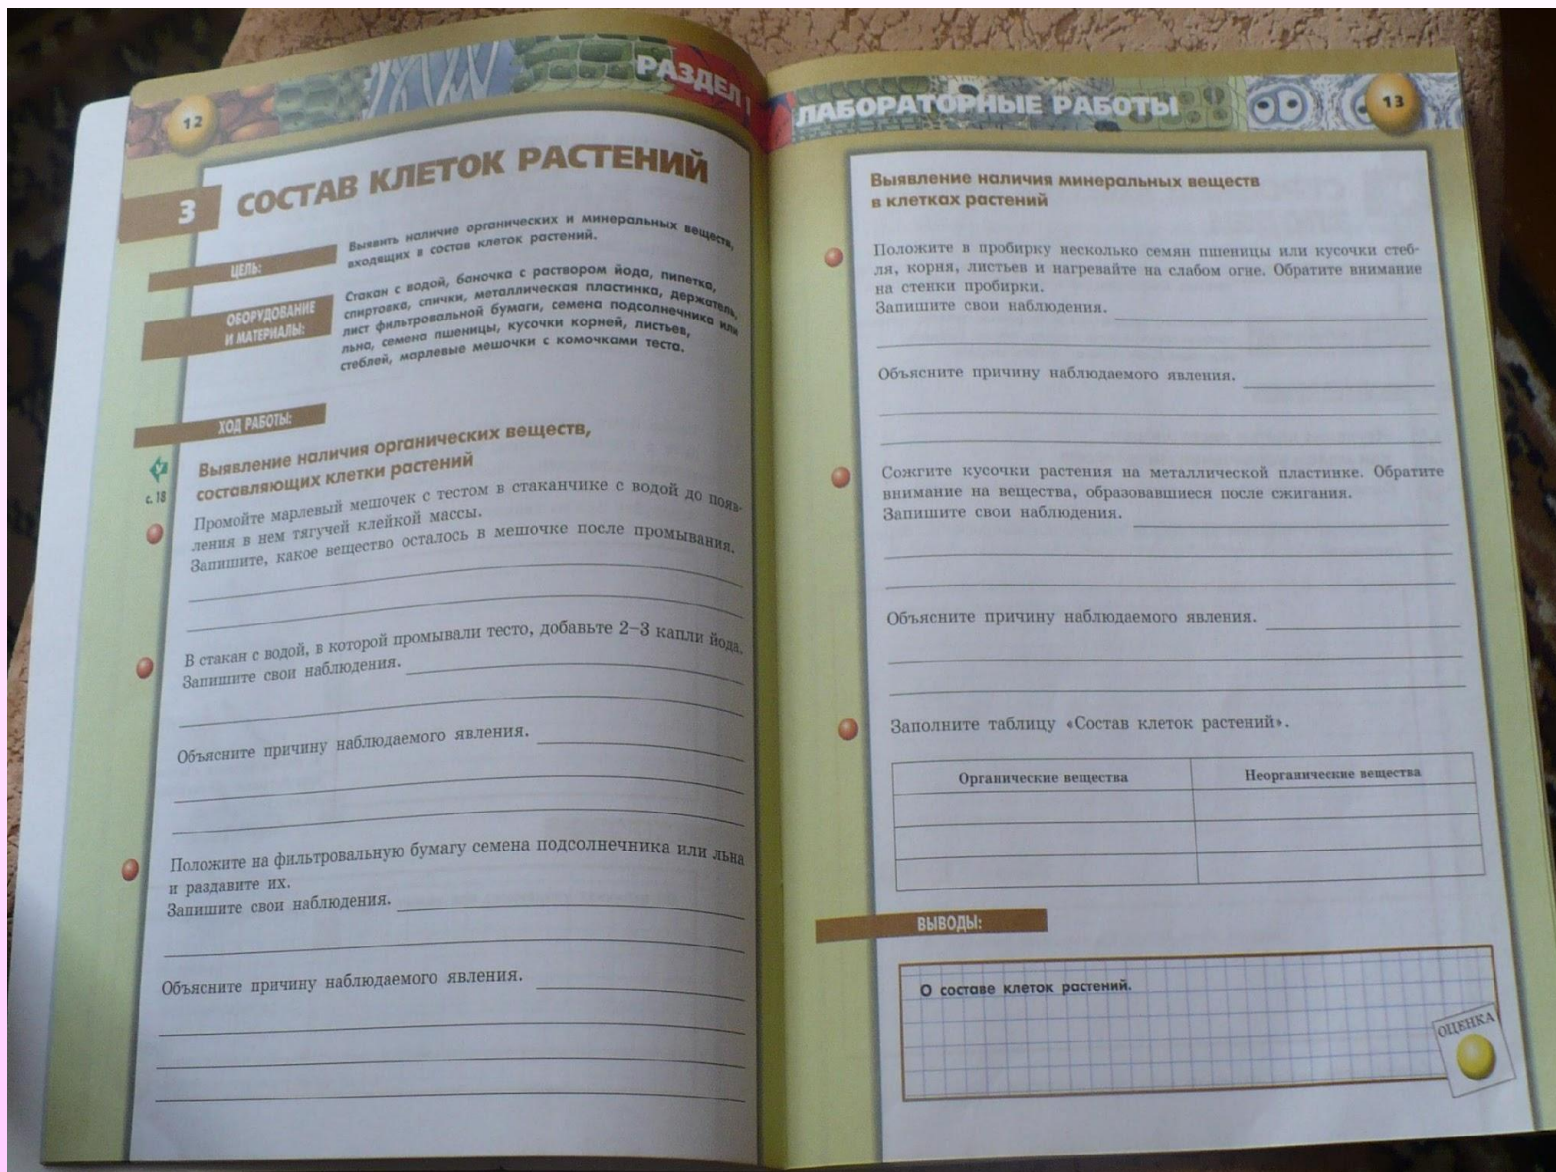 12
РАЗДЕЛ I
3
СОСТАВ КЛЕТОК РАСТЕНИЙ
ЦЕЛЬ:
Выявить наличие органических и минеральных веществ,
входящих в состав клеток растений.
ОБОРУДОВАНИЕ
И МАТЕРИАЛЫ:
Стакан с водой, баночка с раствором йода, пипетка,
спиртовка, спички, металлическая пластинка, держатель,
лист фильтровальной бумаги, семена подсолнечника или
льна, семена пшеницы, кусочки корней, листьев,
стеблей, марлевые мешочки с комочками теста.
ХОД РАБОТЫ:
Выявление наличия органических веществ,
составляющих клетки растений
У
с. 18
Промойте марлевый мешочек с тестом в стаканчике с водой до появ-
ления в нем тягучей клейкой массы.
Запишите, какое вещество осталось в мешочке после промывания.
В стакан с водой, в которой промывали тесто, добавьте 2–3 капли йода.
Запишите свои наблюдения.
Объясните причину наблюдаемого явления.
Положите на фильтровальную бумагу семена подсолнечника или льна
и раздавите их.
Запишите свои наблюдения.
Объясните причину наблюдаемого явления.
ЛАБОРАТОРНЫЕ РАБОТЫ
13
Выявление наличия минеральных веществ
в клетках растений
Положите в пробирку несколько семян пшеницы или кусочки стеб-
ля, корня, листьев и нагревайте на слабом огне. Обратите внимание
на стенки пробирки.
Запишите свои наблюдения.
Объясните причину наблюдаемого явления.
Сожгите кусочки растения на металлической пластинке. Обратите
внимание на вещества, образовавшиеся после сжигания.
Запишите свои наблюдения.
Объясните причину наблюдаемого явления.
Заполните таблицу «Состав клеток растений».
Органические вещества
Неорганические вещества
ВЫВОДЫ:
О составе клеток растений.
ОЦЕНКА